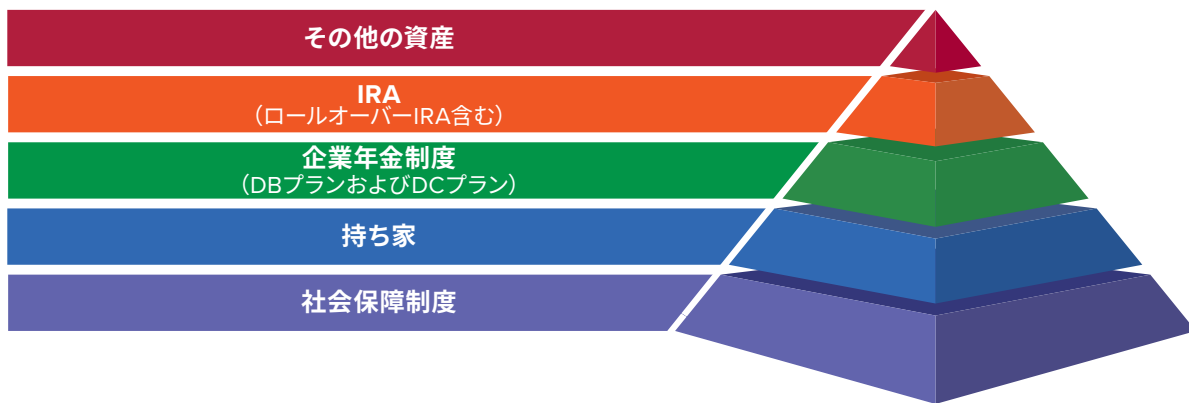 その他の資産
IRA
（ロールオーバーIRA含む）
企業年金制度
（DBプランおよびDCプラン）
持ち家
社会保障制度